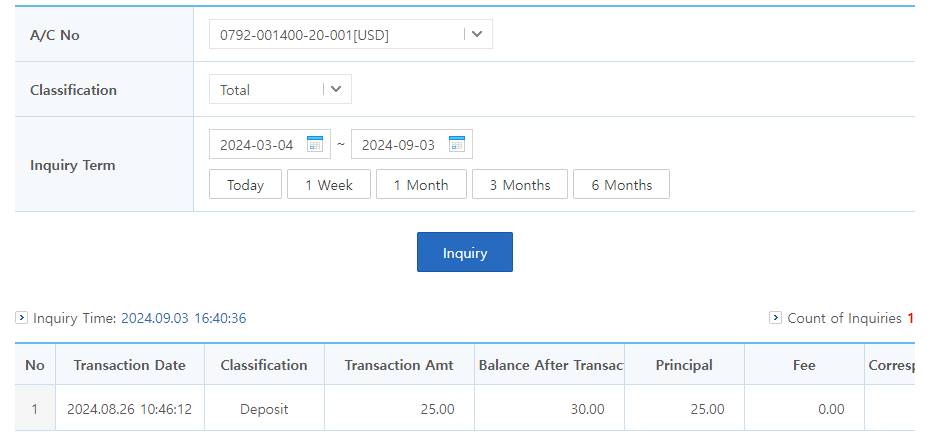 A/C No 0792-001400-20-001[USD]
Classification Total
2024-03-04 ~ 2024-09-03
Inquiry Term
Today 1 Week 1 Month 3 Months 6 Months
Inquiry
Inquiry Time: 2024.09.03 16:40:36 Count of Inquiries 1
No Transaction Date Classification Transaction Amt Balance After Transac Principal Fee Corresp
1 2024.08.26 10:46:12 Deposit 25.00 30.00 25.00 0.00